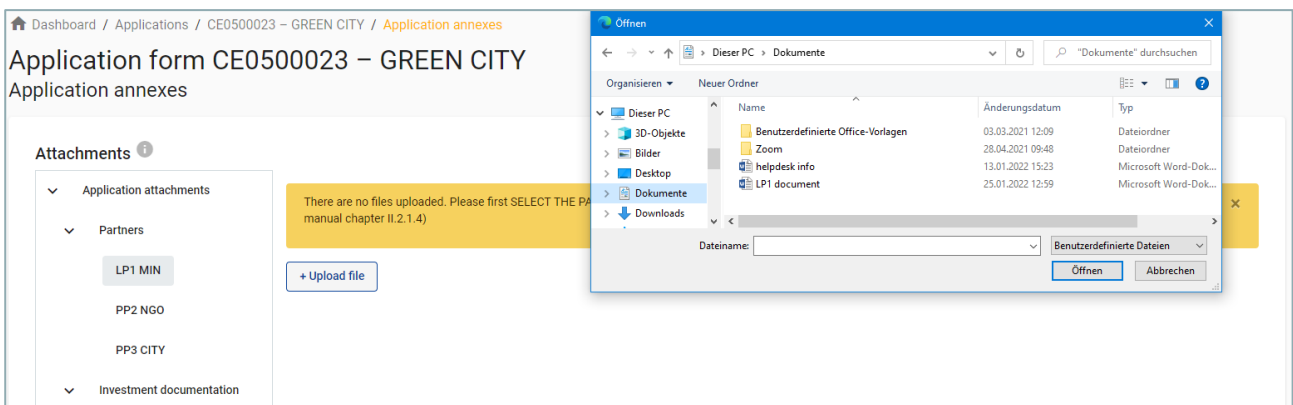 Dashboard / Applications / CE0500023 – GREEN CITY / Application annexes
Application form CE0500023 – GREEN CITY
Application annexes
Attachments
Application attachments
Partners
LP1 MIN
PP2 NGO
PP3 CITY
Investment documentation
There are no files uploaded. Please first SELECT THE PA
manual chapter II.2.1.4)
+ Upload file
Öffnen
Dieser PC > Dokumente
"Dokumente" durchsuchen
Organisieren
Neuer Ordner
Dieser PC
3D-Objekte
Bilder
Desktop
Dokumente
Downloads
Name Änderungsdatum Typ
Benutzerdefinierte Office-Vorlagen 03.03.2021 12:09 Dateiordner
Zoom 28.04.2021 09:48 Dateiordner
helpdesk info 13.01.2022 15:23 Microsoft Word-Dok...
LP1 document 25.01.2022 12:59 Microsoft Word-Dok...
Dateiname:
Benutzerdefinierte Dateien
Öffnen
Abbrechen